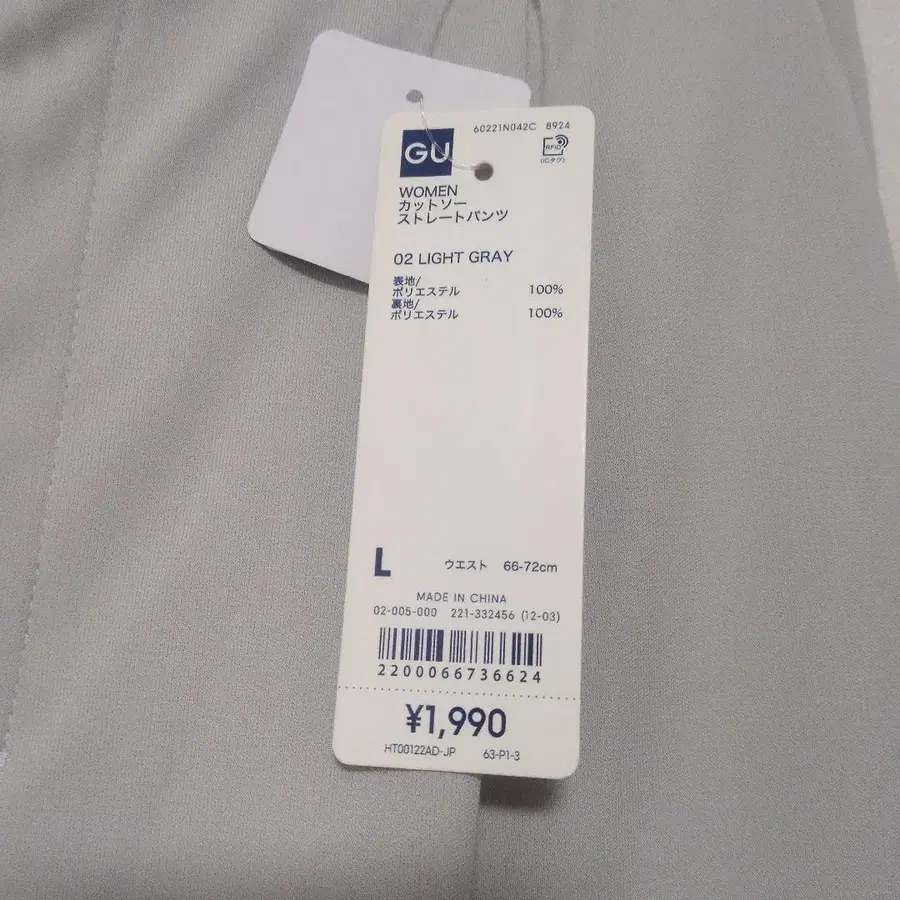 60221N042C 8924
GU
RFID
(ICタグ)
WOMEN
カットソー
ストレートパンツ
02 LIGHT GRAY
表地/
ポリエステル 100%
裏地/
ポリエステル 100%
L ウエスト 66-72cm
MADE IN CHINA
02-005-000 221-332456 (12-03)
2200066736624
¥1,990
HT00122AD-JP 63-P1-3